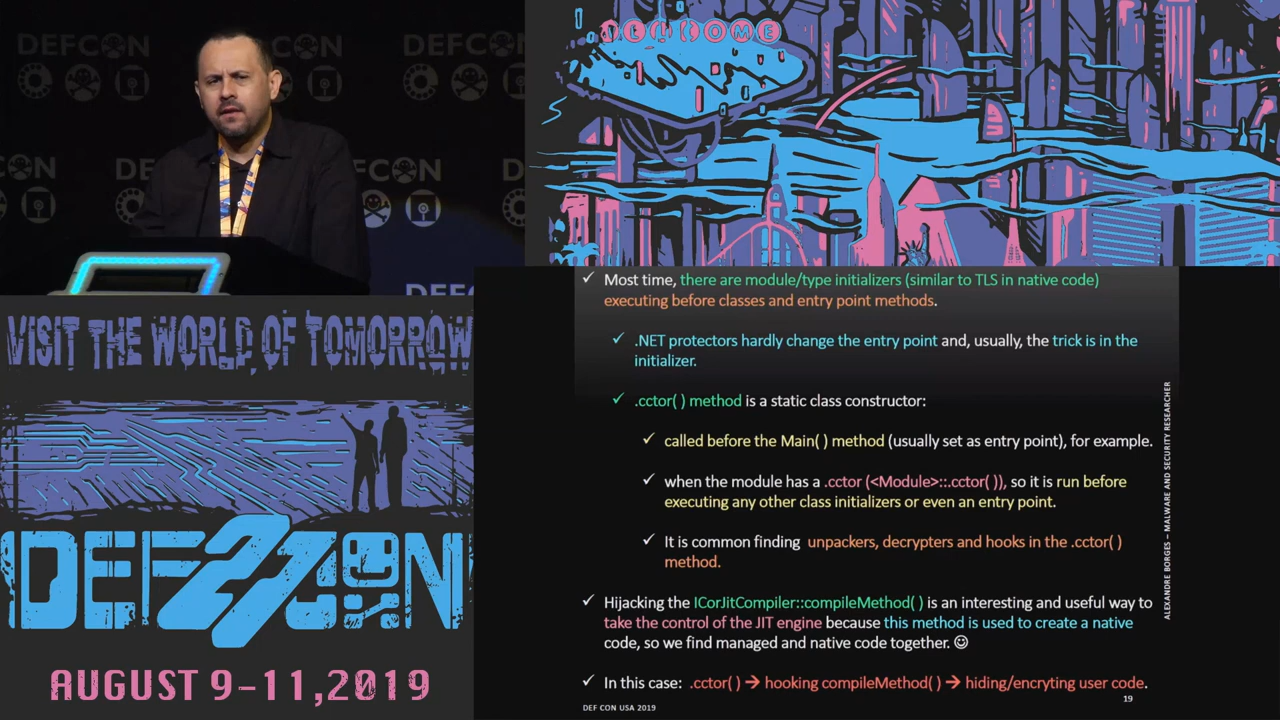 DEFCON
DEFCON
DEFCON
DEFCON
DEFC
WELCOME
VISIT THE WORLD OF TOMORROW
DEF CON
27
AUGUST 9-11,2019
✓ Most time, there are module/type initializers (similar to TLS in native code)
executing before classes and entry point methods.
✓ .NET protectors hardly change the entry point and, usually, the trick is in the
initializer.
✓ .cctor( ) method is a static class constructor:
✓ called before the Main( ) method (usually set as entry point), for example.
✓ when the module has a .cctor (<Module>::.cctor( )), so it is run before
executing any other class initializers or even an entry point.
✓ It is common finding unpackers, decrypters and hooks in the .cctor( )
method.
✓ Hijacking the ICorJitCompiler::compileMethod( ) is an interesting and useful way to
take the control of the JIT engine because this method is used to create a native
code, so we find managed and native code together. ☺
✓ In this case: .cctor( ) → hooking compileMethod( ) → hiding/encryting user code.
DEF CON USA 2019
19
ALEXANDRE BORGES – MALWARE AND SECURITY RESEARCHER